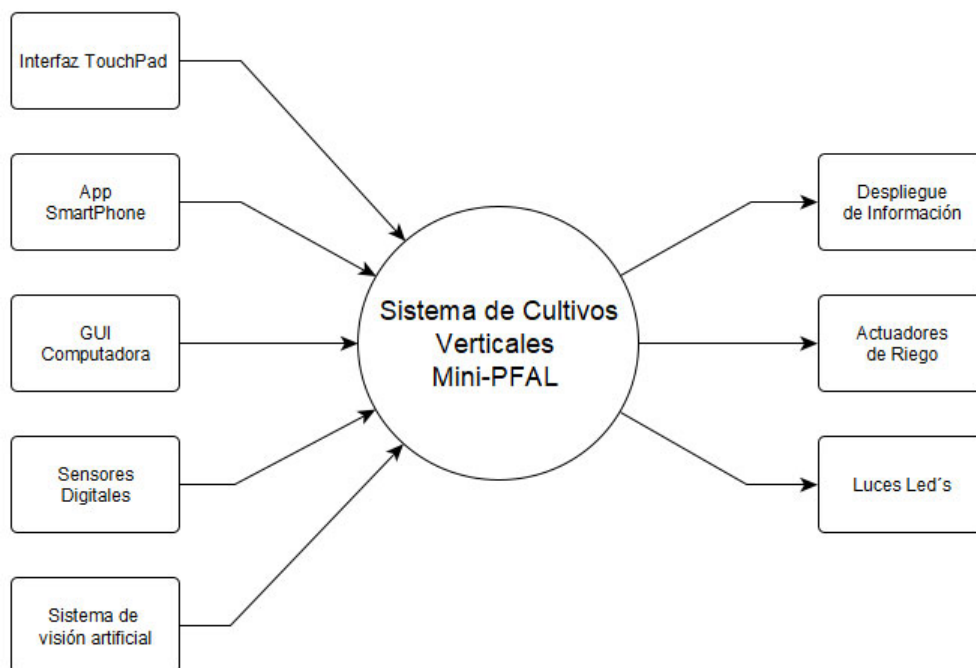 Interfaz TouchPad
App
SmartPhone
GUI
Computadora
Sensores
Digitales
Sistema de
visión artificial
Sistema de Cultivos
Verticales
Mini-PFAL
Despliegue
de Información
Actuadores
de Riego
Luces Led´s